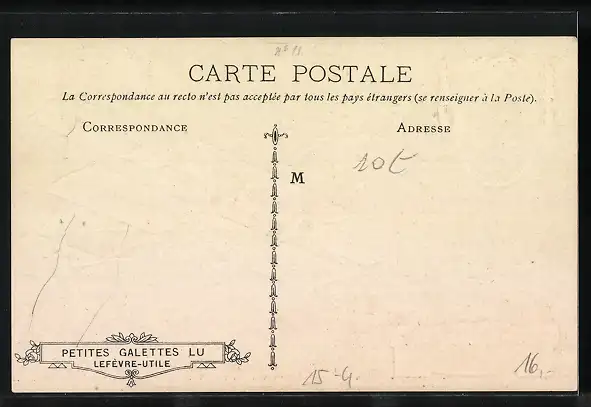 CARTE POSTALE
La Correspondance au recto n'est pas acceptée par tous les pays étrangers (se renseigner à la Poste).
CORRESPONDANCE
ADRESSE
M
PETITES GALETTES LU
LEFÈVRE-UTILE
15-4.
16,-